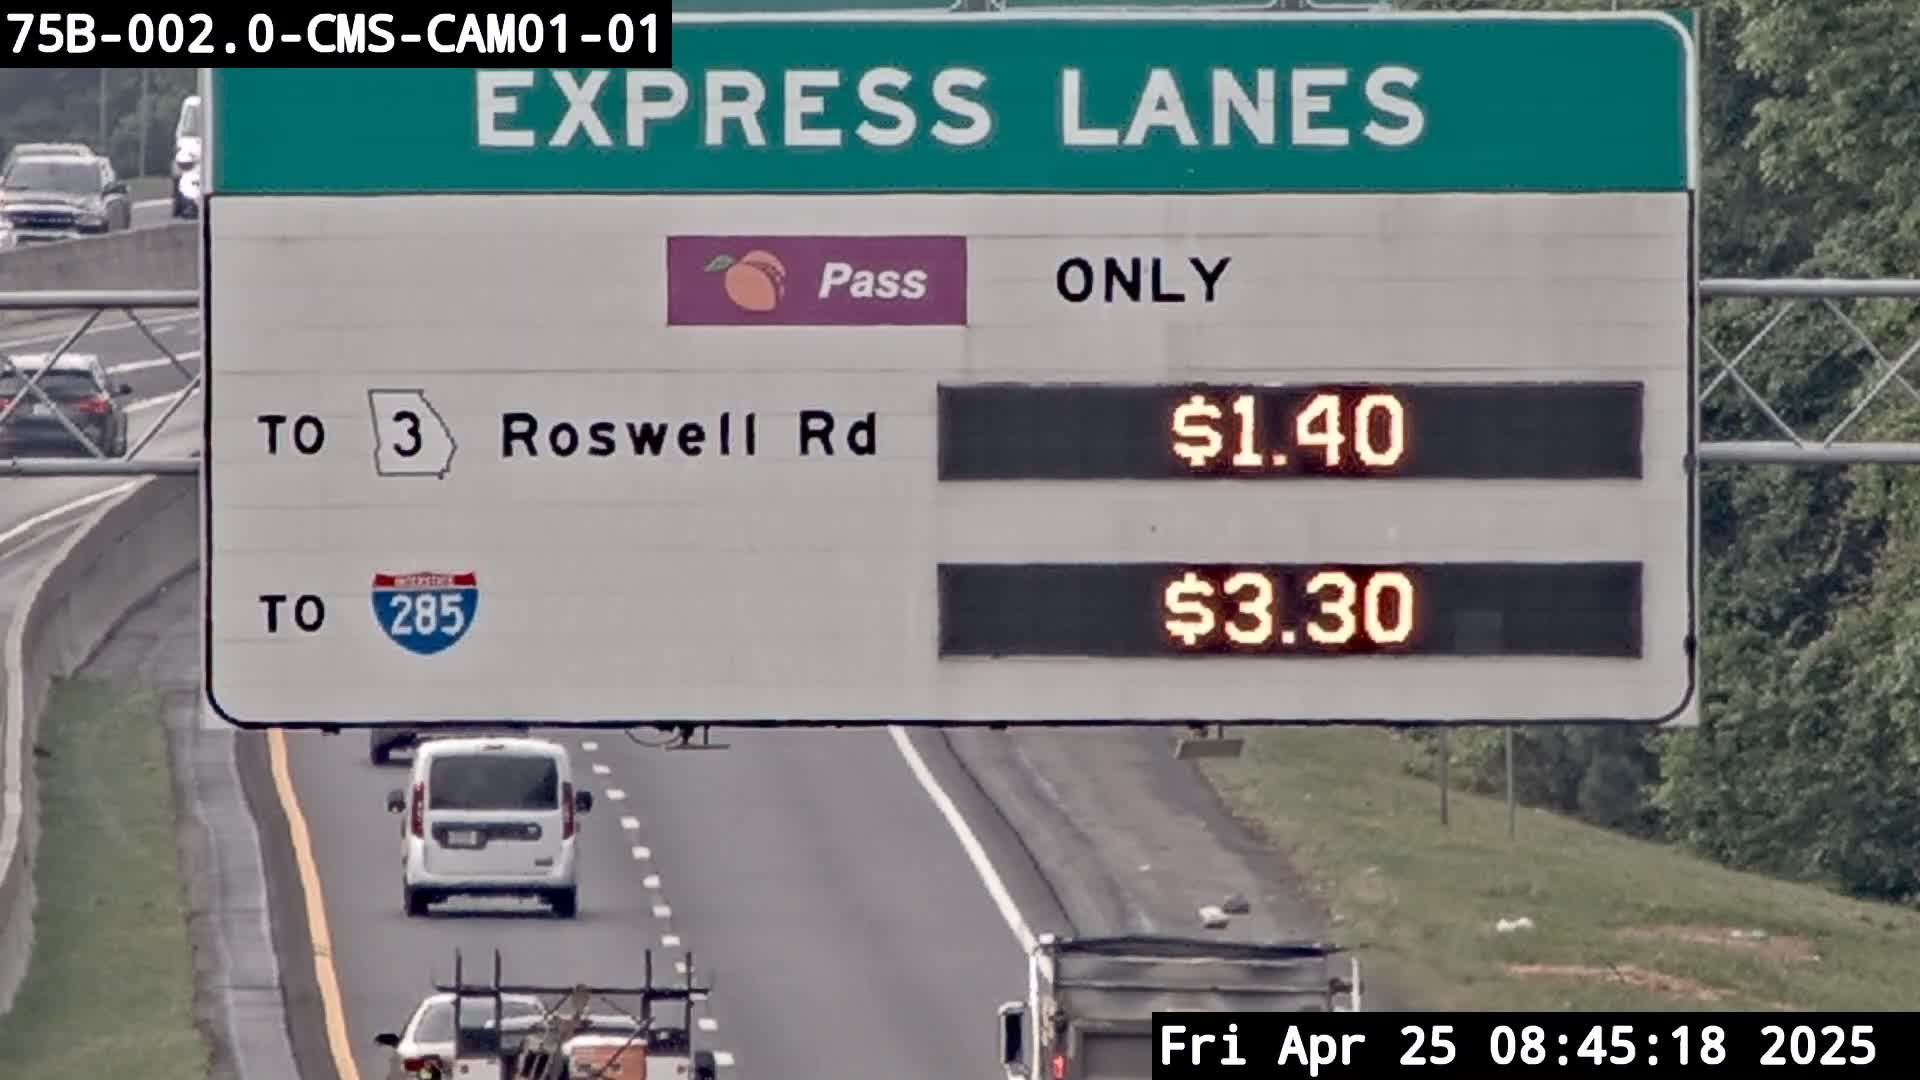 75B-002.0-CMS-CAM01-01
EXPRESS LANES
Pass ONLY
TO 3 Roswell Rd $1.40
INTERSTATE
TO 285 $3.30
Fri Apr 25 08:45:18 2025